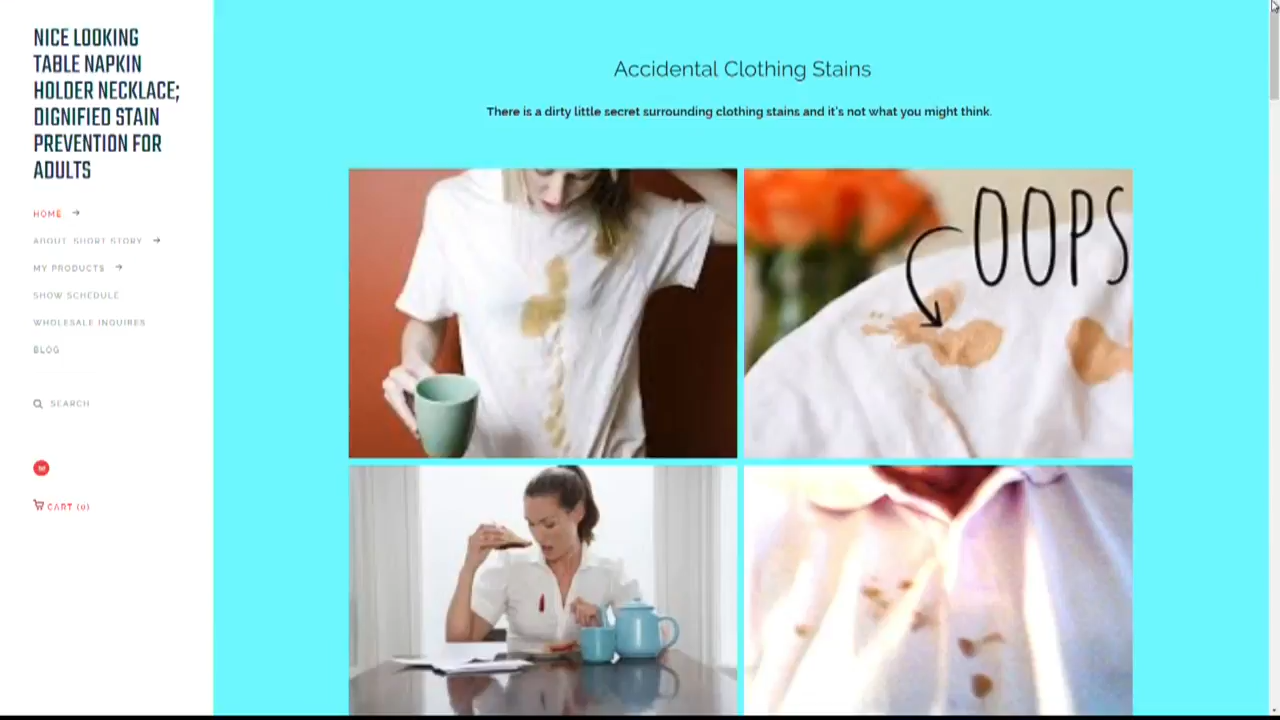 NICE LOOKING
TABLE NAPKIN
HOLDER NECKLACE;
DIGNIFIED STAIN
PREVENTION FOR
ADULTS
HOME
ABOUT: SHORT STORY
MY PRODUCTS
SHOW SCHEDULE
WHOLESALE INQUIRES
BLOG
SEARCH
CART (0)
Accidental Clothing Stains
There is a dirty little secret surrounding clothing stains and it's not what you might think.
OOPS